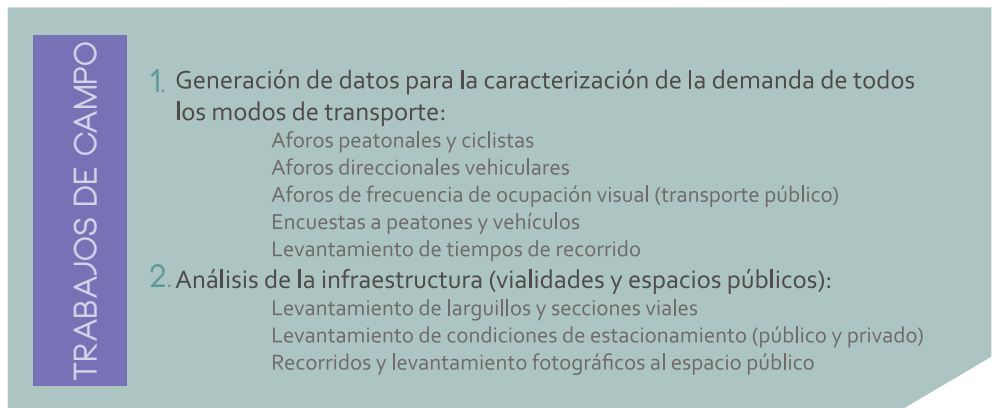 TRABAJOS DE CAMPO
1. Generación de datos para la caracterización de la demanda de todos
los modos de transporte:
Aforos peatonales y ciclistas
Aforos direccionales vehiculares
Aforos de frecuencia de ocupación visual (transporte público)
Encuestas a peatones y vehículos
Levantamiento de tiempos de recorrido
2. Análisis de la infraestructura (vialidades y espacios públicos):
Levantamiento de larguillos y secciones viales
Levantamiento de condiciones de estacionamiento (público y privado)
Recorridos y levantamiento fotográficos al espacio público